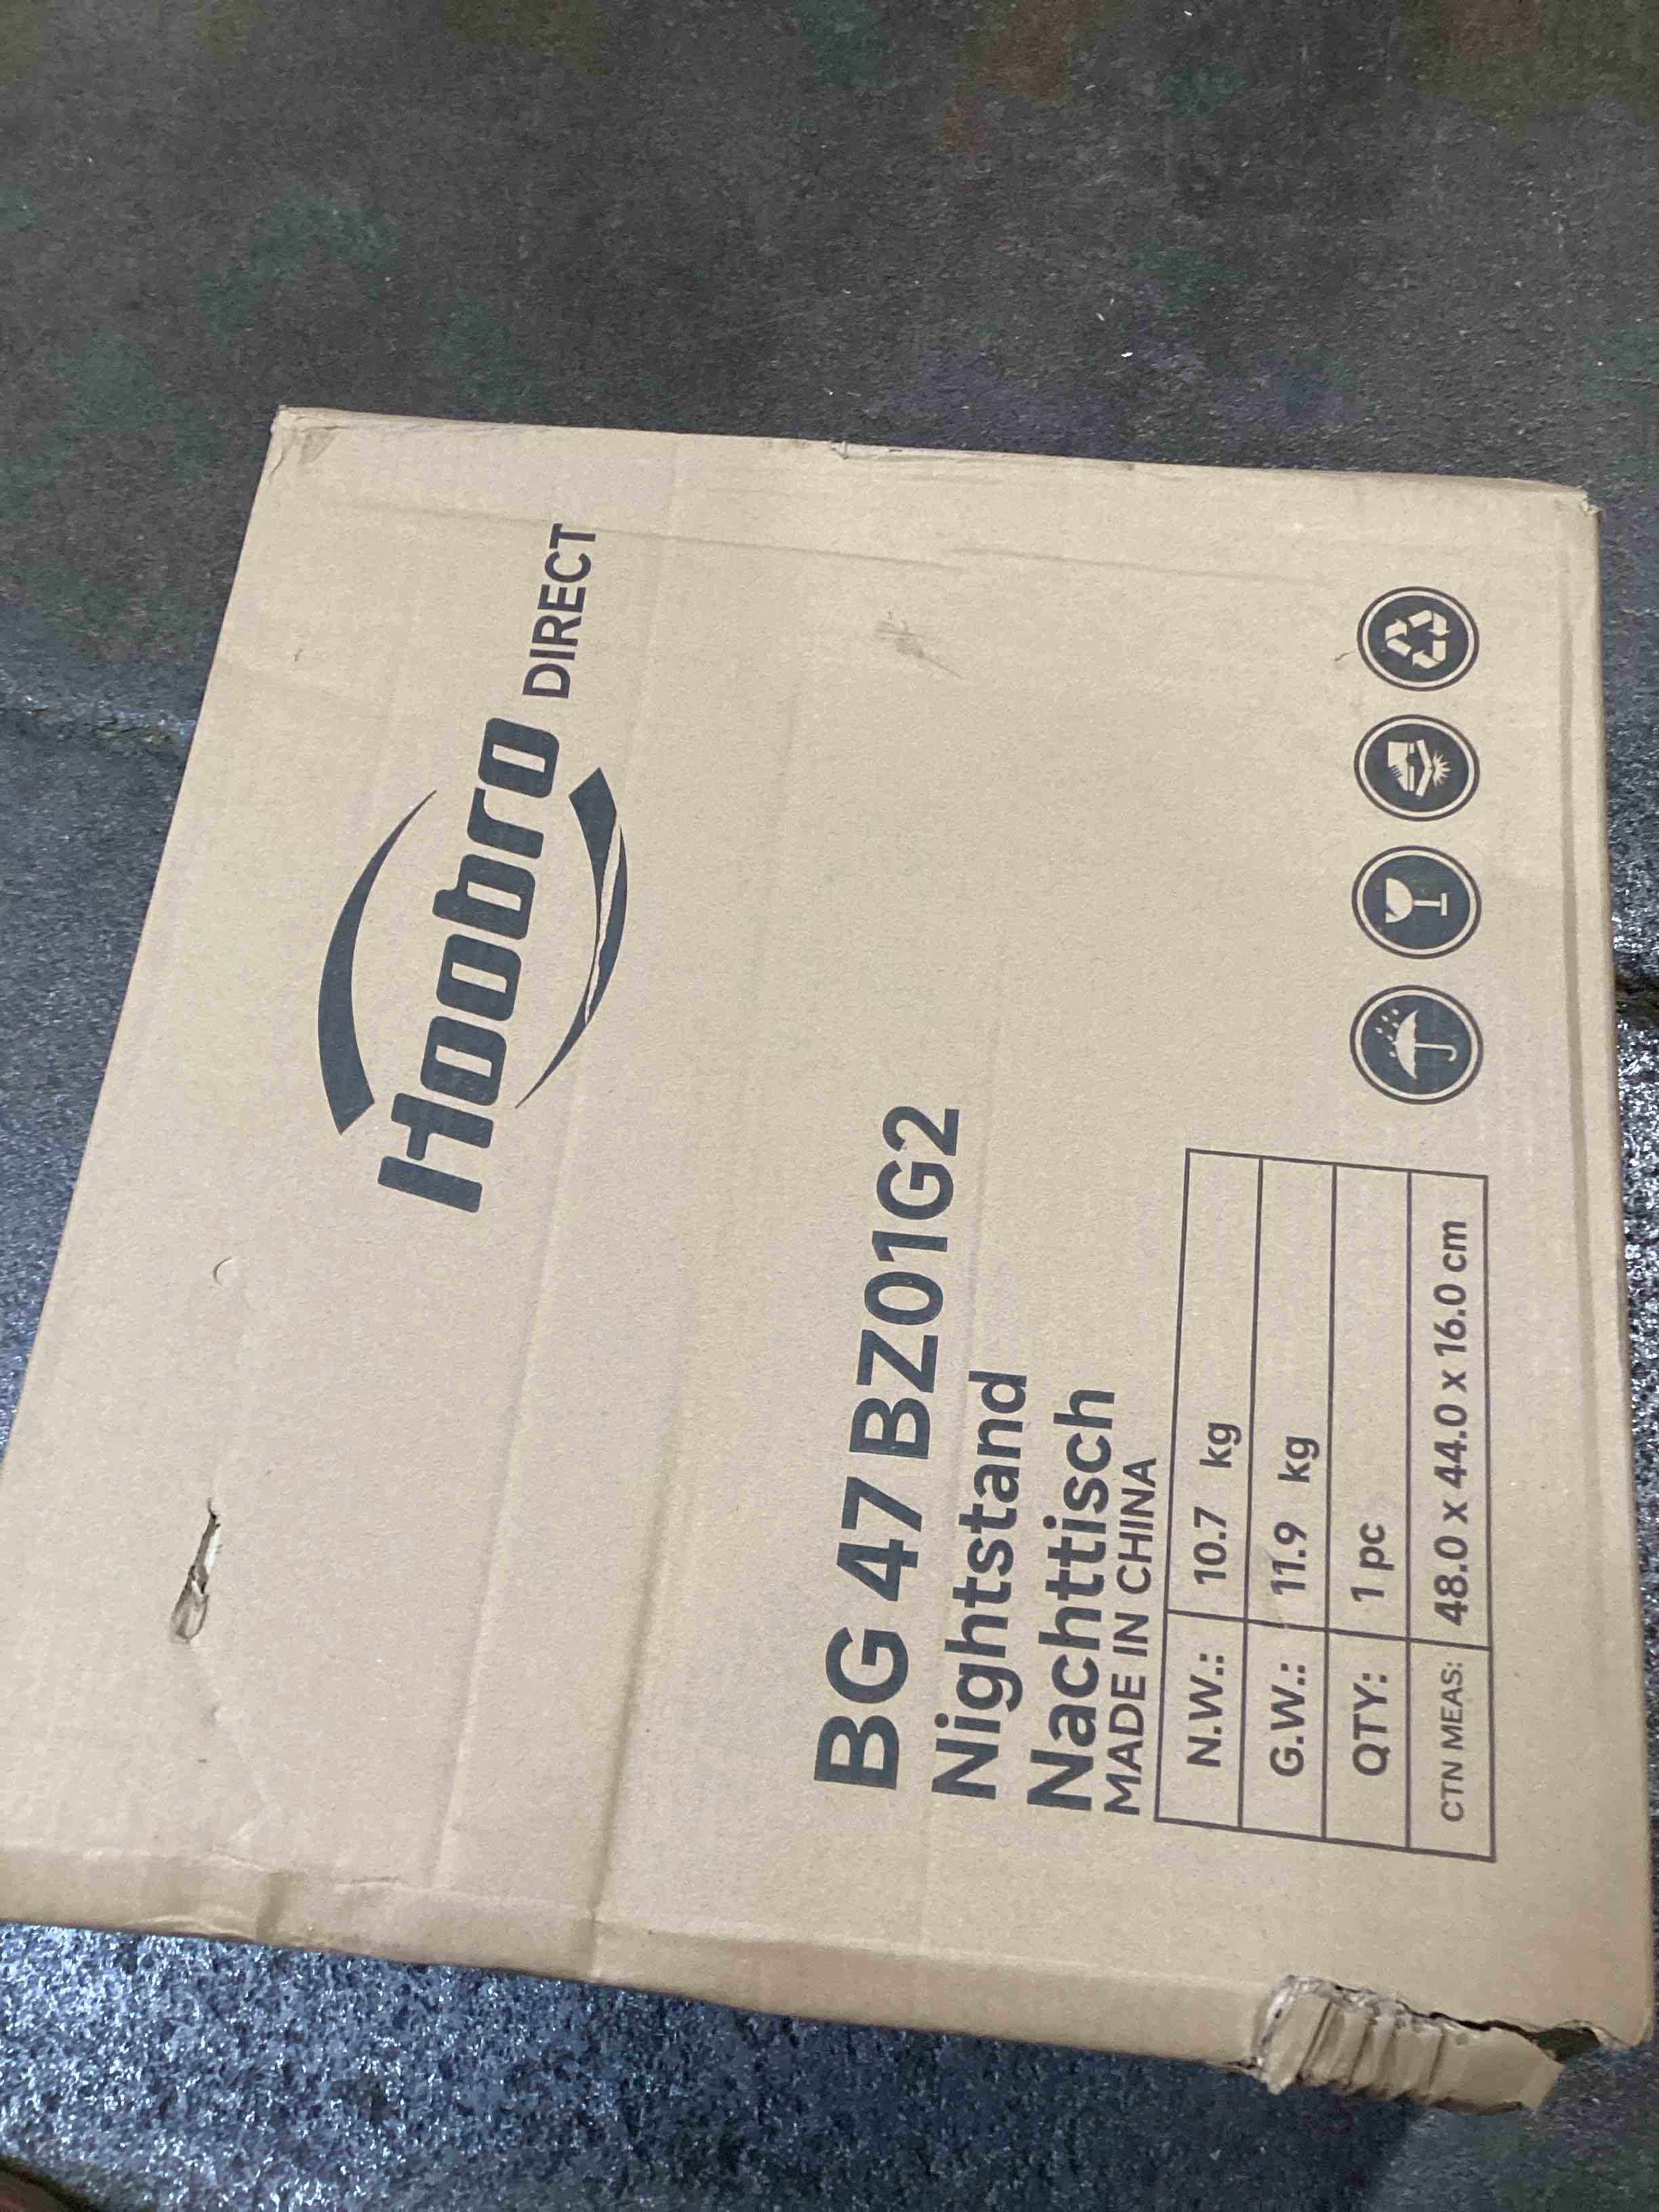 Hoobro DIRECT
BG 47 BZ01G2
Nightstand
Nachttisch
MADE IN CHINA
N.W.: 10.7 kg
G.W.: 11.9 kg
QTY: 1 pc
CTN MEAS: 48.0 x 44.0 x 16.0 cm